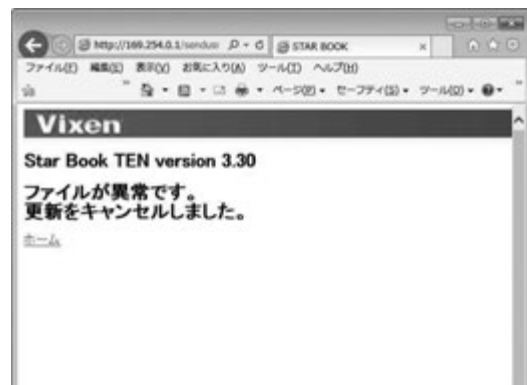 http://169.254.0.1/sendus
STAR BOOK
ファイル(F) 編集(E) 表示(V) お気に入り(A) ツール(T) ヘルプ(H)
ページ(P) セーフティ(S) ツール(O)
Vixen
Star Book TEN version 3.30
ファイルが異常です。
更新をキャンセルしました。
ホーム